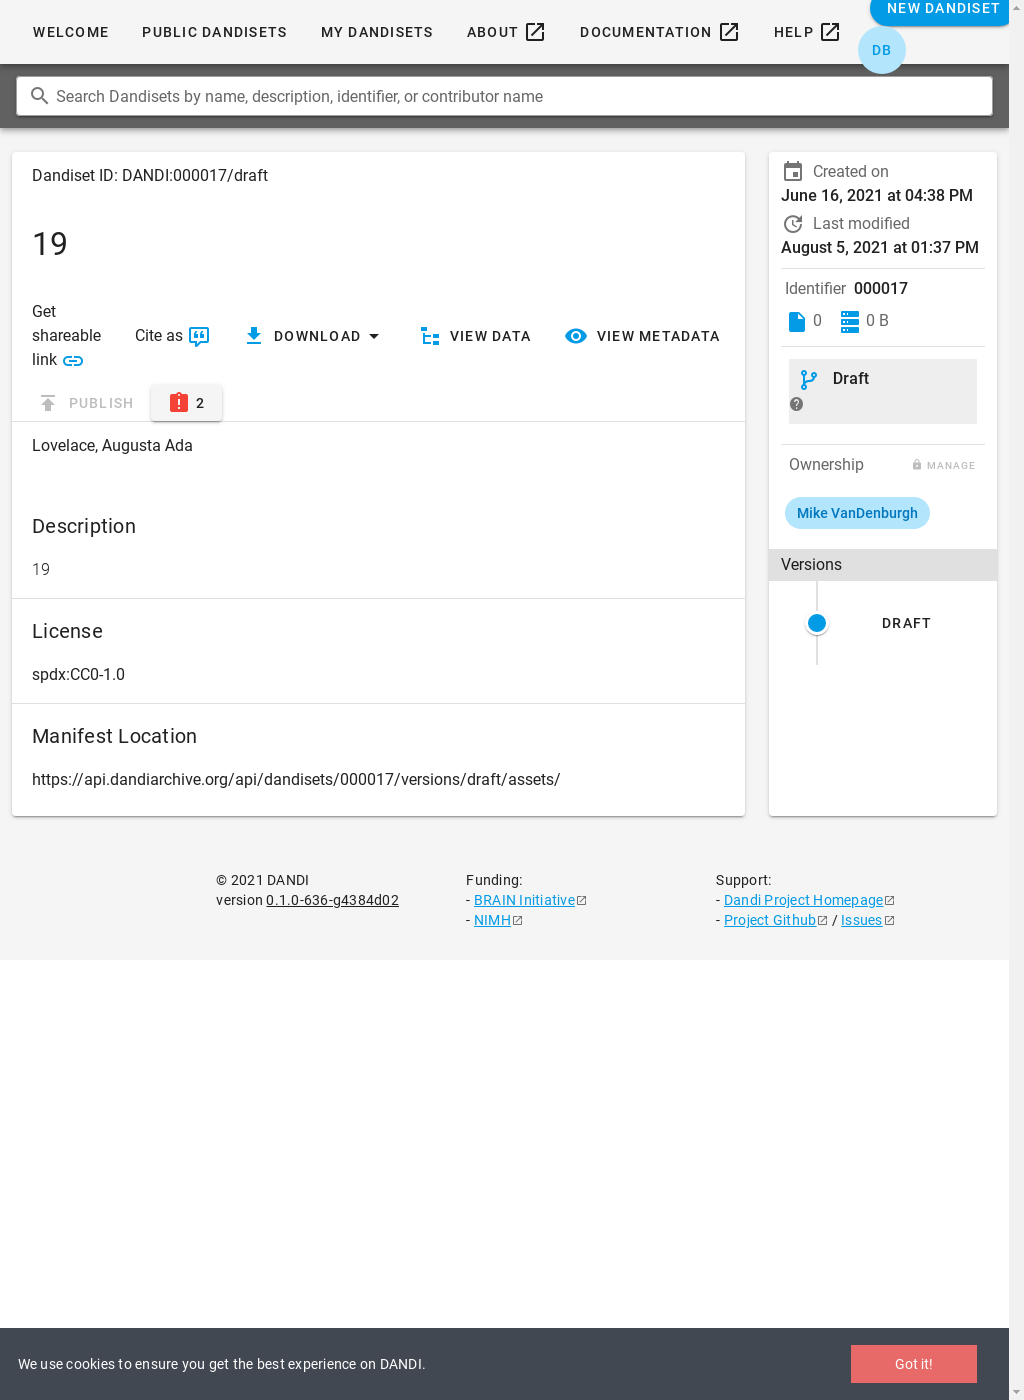 WELCOME PUBLIC DANDISETS MY DANDISETS ABOUT DOCUMENTATION HELP NEW DANDISET
DB
Search Dandisets by name, description, identifier, or contributor name
Dandiset ID: DANDI:000017/draft
19
Get shareable link
Cite as
DOWNLOAD
VIEW DATA
VIEW METADATA
PUBLISH
2
Lovelace, Augusta Ada
Description
19
License
spdx:CC0-1.0
Manifest Location
https://api.dandiarchive.org/api/dandisets/000017/versions/draft/assets/
Created on
June 16, 2021 at 04:38 PM
Last modified
August 5, 2021 at 01:37 PM
Identifier 000017
0 0 B
Draft
Ownership MANAGE
Mike VanDenburgh
Versions
DRAFT
© 2021 DANDI
version 0.1.0-636-g4384d02
Funding:
- BRAIN Initiative
- NIMH
Support:
- Dandi Project Homepage
- Project Github / Issues
We use cookies to ensure you get the best experience on DANDI.
Got it!